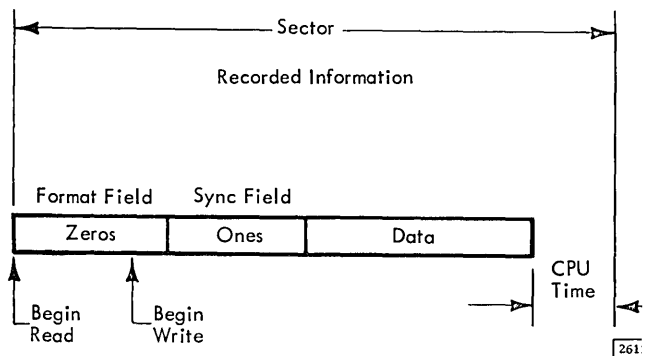 Sector
Recorded Information
Format Field Sync Field
Zeros Ones Data
CPU
Time
Begin
Read
Begin
Write